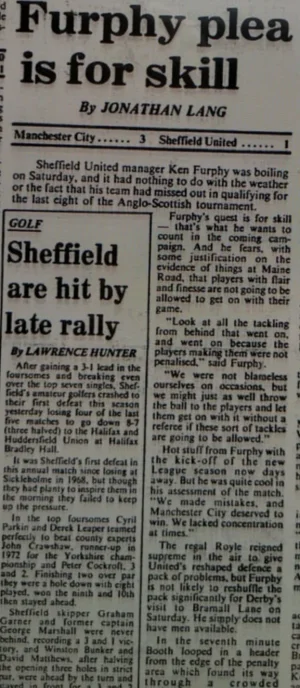 Furphy plea
is for skill
By JONATHAN LANG
Manchester City...... 3 Sheffield United ...... 1
Sheffield United manager Ken Furphy was boiling
on Saturday, and it had nothing to do with the weather
or the fact that his team had missed out in qualifying for
the last eight of the Anglo-Scottish tournament.
Furphy's quest is for skill
— that's what he wants to
count in the coming cam-
paign. And he fears, with
some justification on the
evidence of things at Maine
Road, that players with flair
and finesse are not going to be
allowed to get on with their
game.
"Look at all the tackling
from behind that went on,
and went on because the
players making them were not
penalised," said Furphy.
"We were not blameless
ourselves on occasions, but
we might just as well throw
the ball to the players and let
them get on with it without a
referee if these sort of tackles
are going to be allowed."
Hot stuff from Furphy with
the kick-off of the new
League season now days
away. But he was quite cool in
his assessment of the match.
"We made mistakes, and
Manchester City deserved to
win. We lacked concentration
at times."
The regal Royle reigned
supreme in the air to give
United's reshaped defence a
pack of problems, but Furphy
is not likely to reshuffle the
pack significantly for Derby's
visit to Bramall Lane on
Saturday. He simply does not
have men available.
In the seventh minute
Booth looped in a header
from the edge of the penalty
area which found its way
through a crowded
GOLF
Sheffield
are hit by
late rally
By LAWRENCE HUNTER
After gaining a 3-1 lead in the
foursomes and breaking even
over the top seven singles, Shef-
field's amateur golfers crashed to
their first defeat this season
yesterday losing four of the last
five matches to go down 8-7
(three halved) to the Halifax and
Huddersfield Union at Halifax
Bradley Hall.
It was Sheffield's first defeat in
this annual match since losing at
Sickleholme in 1968, but though
they had plenty to inspire them in
the morning they failed to keep
up the pressure.
In the top foursomes Cyril
Parkin and Derek Leaper teamed
perfectly to beat county experts
John Crawshaw, runner-up in
1972 for the Yorkshire cham-
pionship and Peter Cockroft, 3
and 2. Finishing two over par
they were a hole down with eight
played, won the ninth and 10th
then stayed ahead.
Sheffield skipper Graham
Garner and former captain
George Marshall were never
behind, recording a 3 and 1 vic-
tory, and Winston Bunker and
David Matthews, after halving
the opening three holes in strict
par, were ahead by the turn and